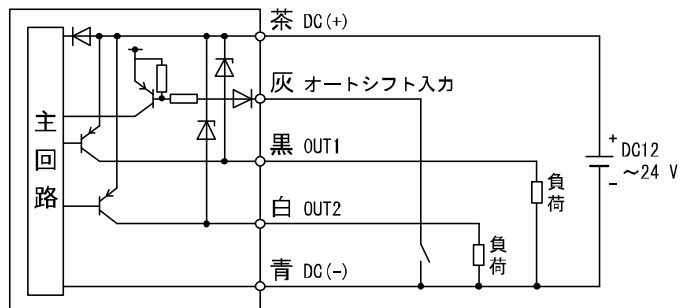 茶 DC(+)
灰 オートシフト入力
主回路
黒 OUT1
DC12
～24 V
+
−
負荷
白 OUT2
負荷
青 DC(−)